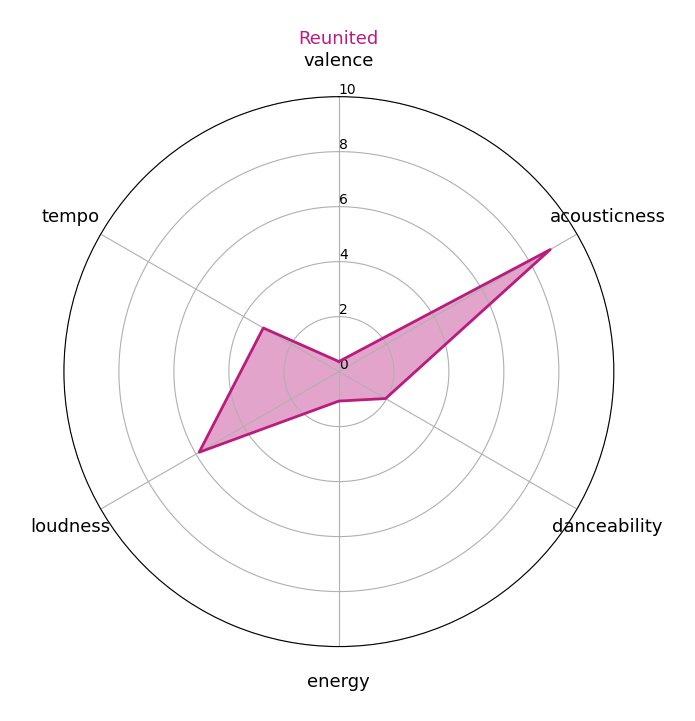 Reunited
valence
10
8
6
4
2
0
tempo
acousticness
loudness
danceability
energy